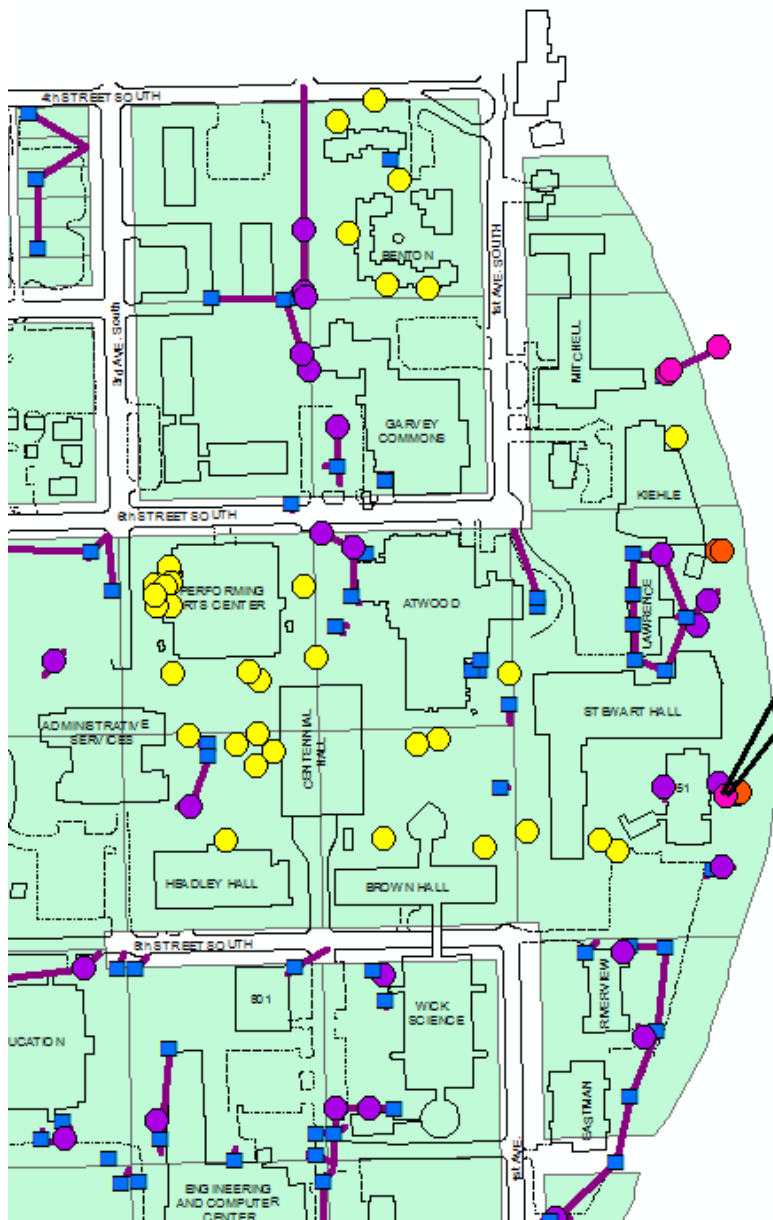 4th STREET SOUTH
BENTON
1st AVE. SOUTH
3rd AVE. South
MITCHELL
GARVEY
COMMONS
KIEHLE
6th STREET SOUTH
PERFORMING
RTS CENTER
ATWOOD
LAWRENCE
STEWART HALL
ADMINISTRATIVE
SERVICES
CENTENNIAL
HALL
51
HEADLEY HALL
BROWN HALL
8th STREET SOUTH
801
WICK
SCIENCE
RIVERVIEW
UCATION
EASTMAN
1st AVE.
ENGINEERING
AND COMPUTER
CENTER